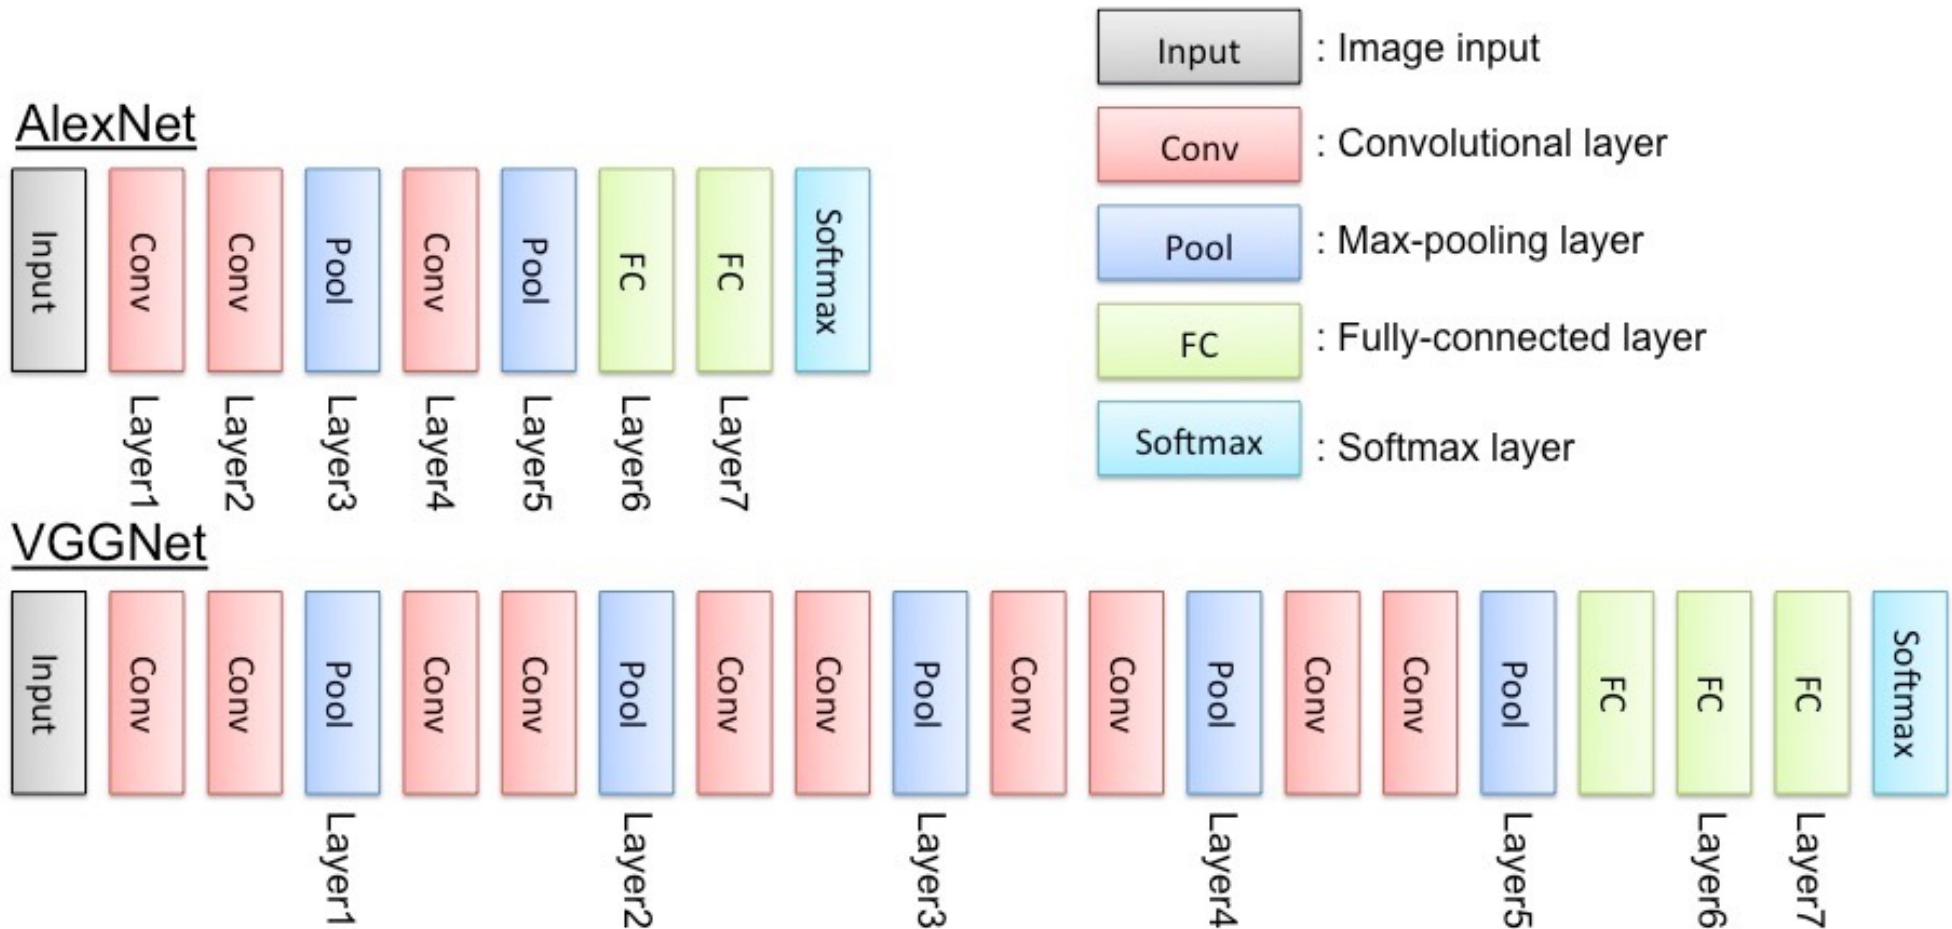 Input : Image input
Conv : Convolutional layer
Pool : Max-pooling layer
FC : Fully-connected layer
Softmax : Softmax layer
AlexNet
Input Conv Conv Pool Conv Pool FC FC Softmax
Layer1 Layer2 Layer3 Layer4 Layer5 Layer6 Layer7
VGGNet
Input Conv Conv Pool Conv Conv Pool Conv Conv Pool Conv Conv Pool Conv Conv Pool FC FC FC Softmax
Layer1 Layer2 Layer3 Layer4 Layer5 Layer6 Layer7